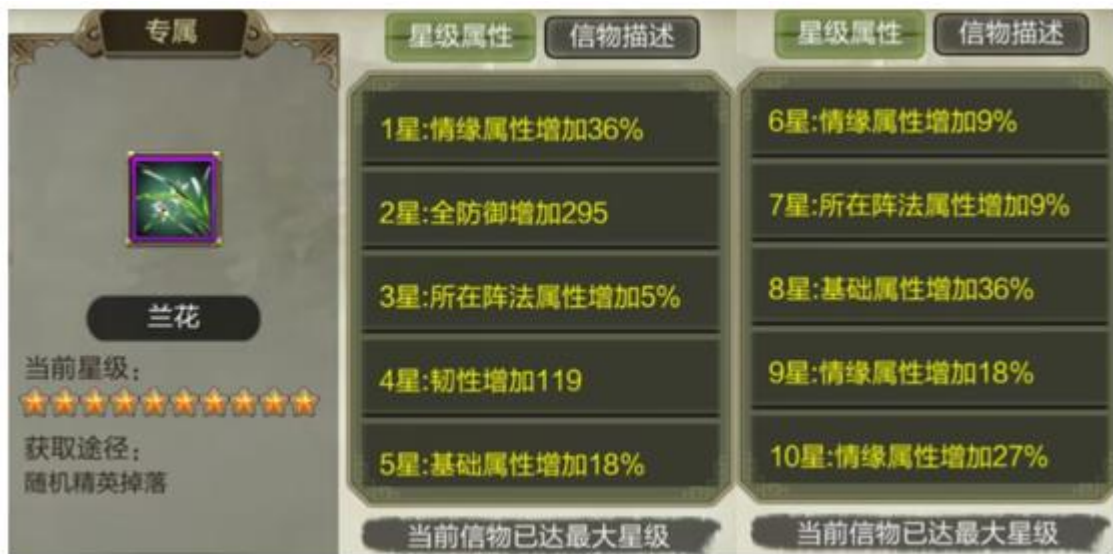 专属
兰花
当前星级：
获取途径：
随机精英掉落
星级属性
信物描述
1星:情缘属性增加36%
2星:全防御增加295
3星:所在阵法属性增加5%
4星:韧性增加119
5星:基础属性增加18%
当前信物已达最大星级
星级属性
信物描述
6星:情缘属性增加9%
7星:所在阵法属性增加9%
8星:基础属性增加36%
9星:情缘属性增加18%
10星:情缘属性增加27%
当前信物已达最大星级